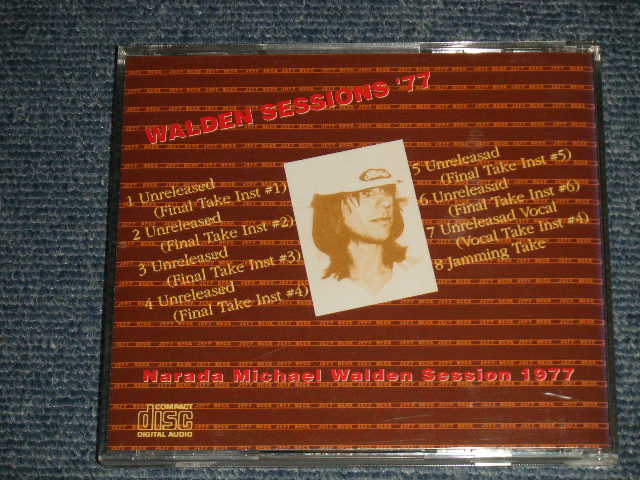 WALDEN SESSIONS '77
1 Unreleased
(Final Take Inst #1)
2 Unreleased
(Final Take Inst #2)
3 Unreleased
(Final Take Inst #3)
4 Unreleased
(Final Take Inst #4)
5 Unreleasad
(Final Take Inst #5)
6 Unreleasad
(Final Take Inst #6)
7 Unreleasad Vocal
(Vocal Take Inst #4)
8 Jamming Take
Narada Michael Walden Session 1977
COMPACT
disc
DIGITAL AUDIO
JEFF BECK